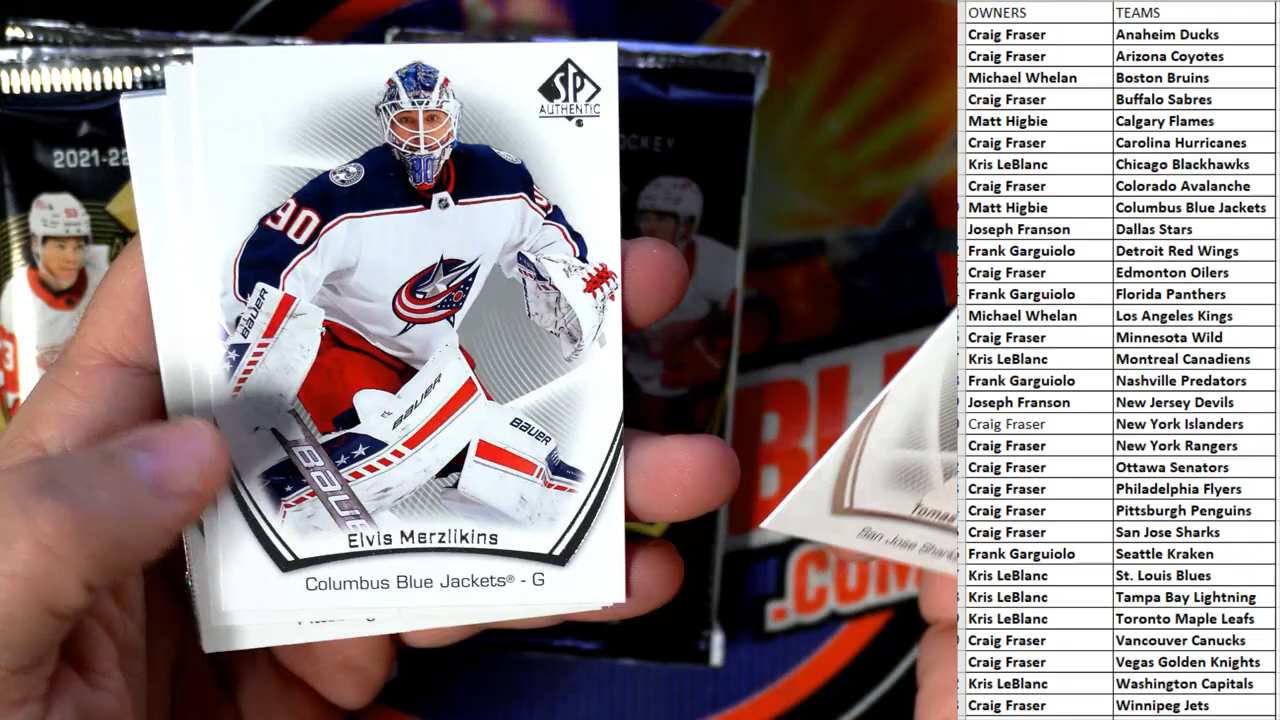 2021-22
OCKEY
SP
AUTHENTIC
90
90
BAUER
BAUER
BAUER
BAUE
Elvis Merzlikins
Columbus Blue Jackets® - G
San Jose Shark
.COM
OWNERS TEAMS
Craig Fraser Anaheim Ducks
Craig Fraser Arizona Coyotes
Michael Whelan Boston Bruins
Craig Fraser Buffalo Sabres
Matt Higbie Calgary Flames
Craig Fraser Carolina Hurricanes
Kris LeBlanc Chicago Blackhawks
Craig Fraser Colorado Avalanche
Matt Higbie Columbus Blue Jackets
Joseph Franson Dallas Stars
Frank Garguiolo Detroit Red Wings
Craig Fraser Edmonton Oilers
Frank Garguiolo Florida Panthers
Michael Whelan Los Angeles Kings
Craig Fraser Minnesota Wild
Kris LeBlanc Montreal Canadiens
Frank Garguiolo Nashville Predators
Joseph Franson New Jersey Devils
Craig Fraser New York Islanders
Craig Fraser New York Rangers
Craig Fraser Ottawa Senators
Craig Fraser Philadelphia Flyers
Craig Fraser Pittsburgh Penguins
Craig Fraser San Jose Sharks
Frank Garguiolo Seattle Kraken
Kris LeBlanc St. Louis Blues
Kris LeBlanc Tampa Bay Lightning
Kris LeBlanc Toronto Maple Leafs
Craig Fraser Vancouver Canucks
Craig Fraser Vegas Golden Knights
Kris LeBlanc Washington Capitals
Craig Fraser Winnipeg Jets